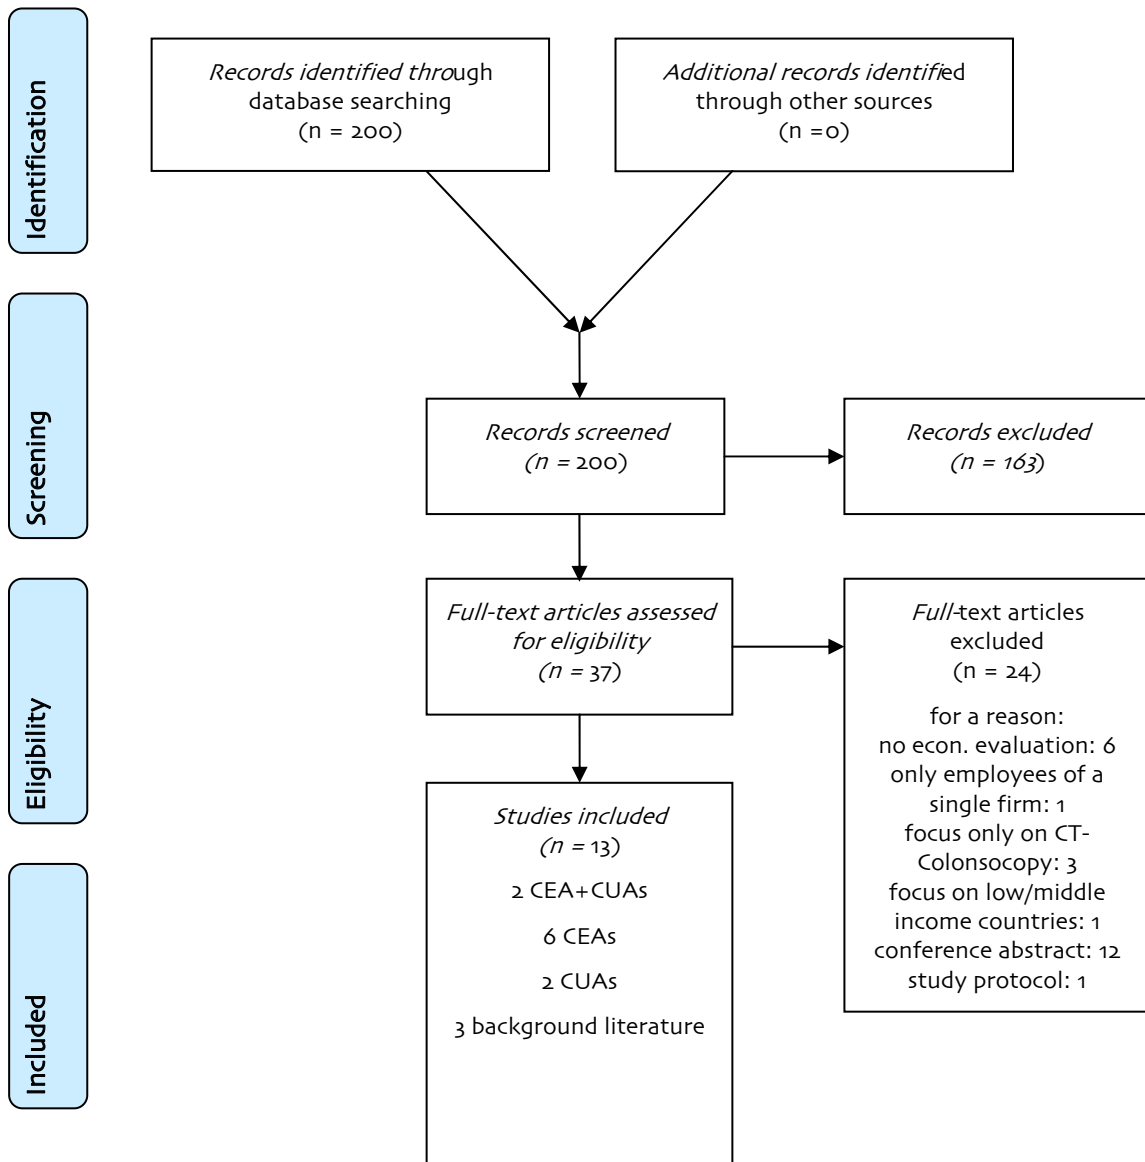 Identification
Records identified through
database searching
(n = 200)
Additional records identified
through other sources
(n =0)
Screening
Records screened
(n = 200)
Records excluded
(n = 163)
Eligibility
Full-text articles assessed
for eligibility
(n = 37)
Full-text articles
excluded
(n = 24)
for a reason:
no econ. evaluation: 6
only employees of a
single firm: 1
focus only on CT-
Colonsocopy: 3
focus on low/middle
income countries: 1
conference abstract: 12
study protocol: 1
Included
Studies included
(n = 13)
2 CEA+CUAs
6 CEAs
2 CUAs
3 background literature